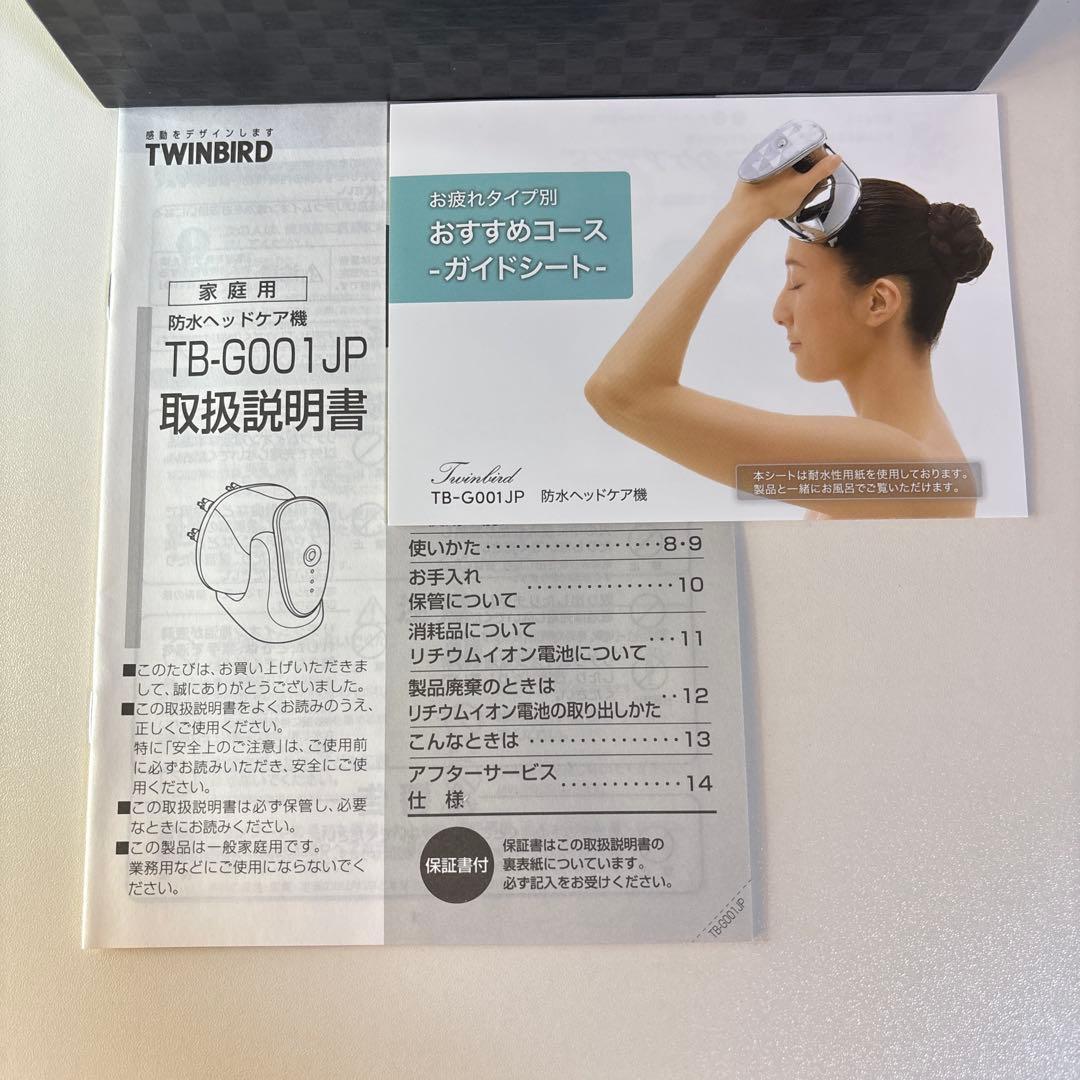 感動をデザインします
TWINBIRD
家庭用
防水ヘッドケア機
TB-G001JP
取扱説明書
■このたびは、お買い上げいただきま
して、誠にありがとうございました。
■この取扱説明書をよくお読みのうえ、
正しくご使用ください。
特に「安全上のご注意」は、ご使用前
に必ずお読みいただき、安全にご使
用ください。
■この取扱説明書は必ず保管し、必要
なときにお読みください。
■この製品は一般家庭用です。
業務用などにご使用にならないでく
ださい。
お疲れタイプ別
おすすめコース
-ガイドシート-
Twinbird
TB-G001JP 防水ヘッドケア機
本シートは耐水性用紙を使用しております。
製品と一緒にお風呂でご覧いただけます。
使いかた・・・・・・・・・・・・・・・・・・8・9
お手入れ
保管について・・・・・・・・・・・・・・・10
消耗品について
リチウムイオン電池について・・・11
製品廃棄のときは
リチウムイオン電池の取り出しかた・・12
こんなときは・・・・・・・・・・・・・・・13
アフターサービス
仕 様・・・・・・・・・・・・14
保証書付
保証書はこの取扱説明書の
裏表紙についています。
必ず記入をお受けください。
TB-G001JP